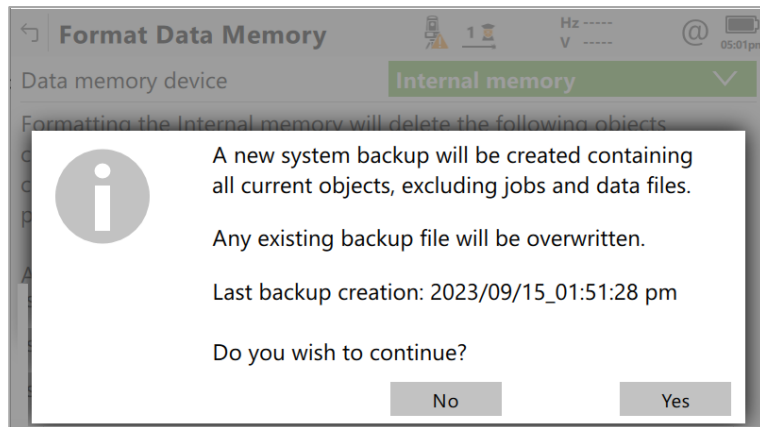 Format Data Memory
1
Hz -----
V -----
@
05:01pm
Data memory device
Internal memory
Formatting the Internal memory will delete the following objects
A new system backup will be created containing
all current objects, excluding jobs and data files.
Any existing backup file will be overwritten.
Last backup creation: 2023/09/15_01:51:28 pm
Do you wish to continue?
No
Yes